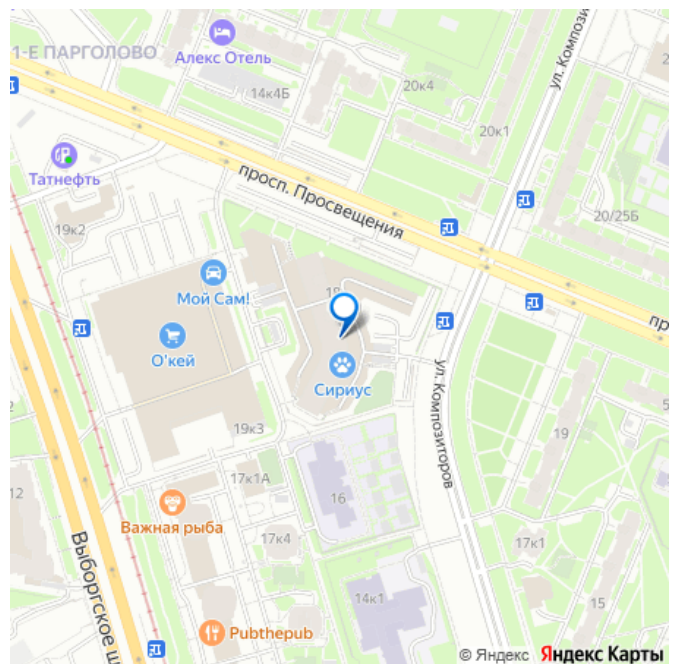 1-Е ПАРГОЛОВО
Алекс Отель
14к4Б
20к4
ул. Компози
20к1
Татнефть
просп. Просвещения
19к2
20/25Б
Мой Сам!
18
О'кей
Сириус
пр
ул. Композиторов
19к3
19
17к1А
16
12
Важная рыба
17к4
17к1
Выборгское ш
14к1
15
Pubthepub
© Яндекс Яндекс Карты